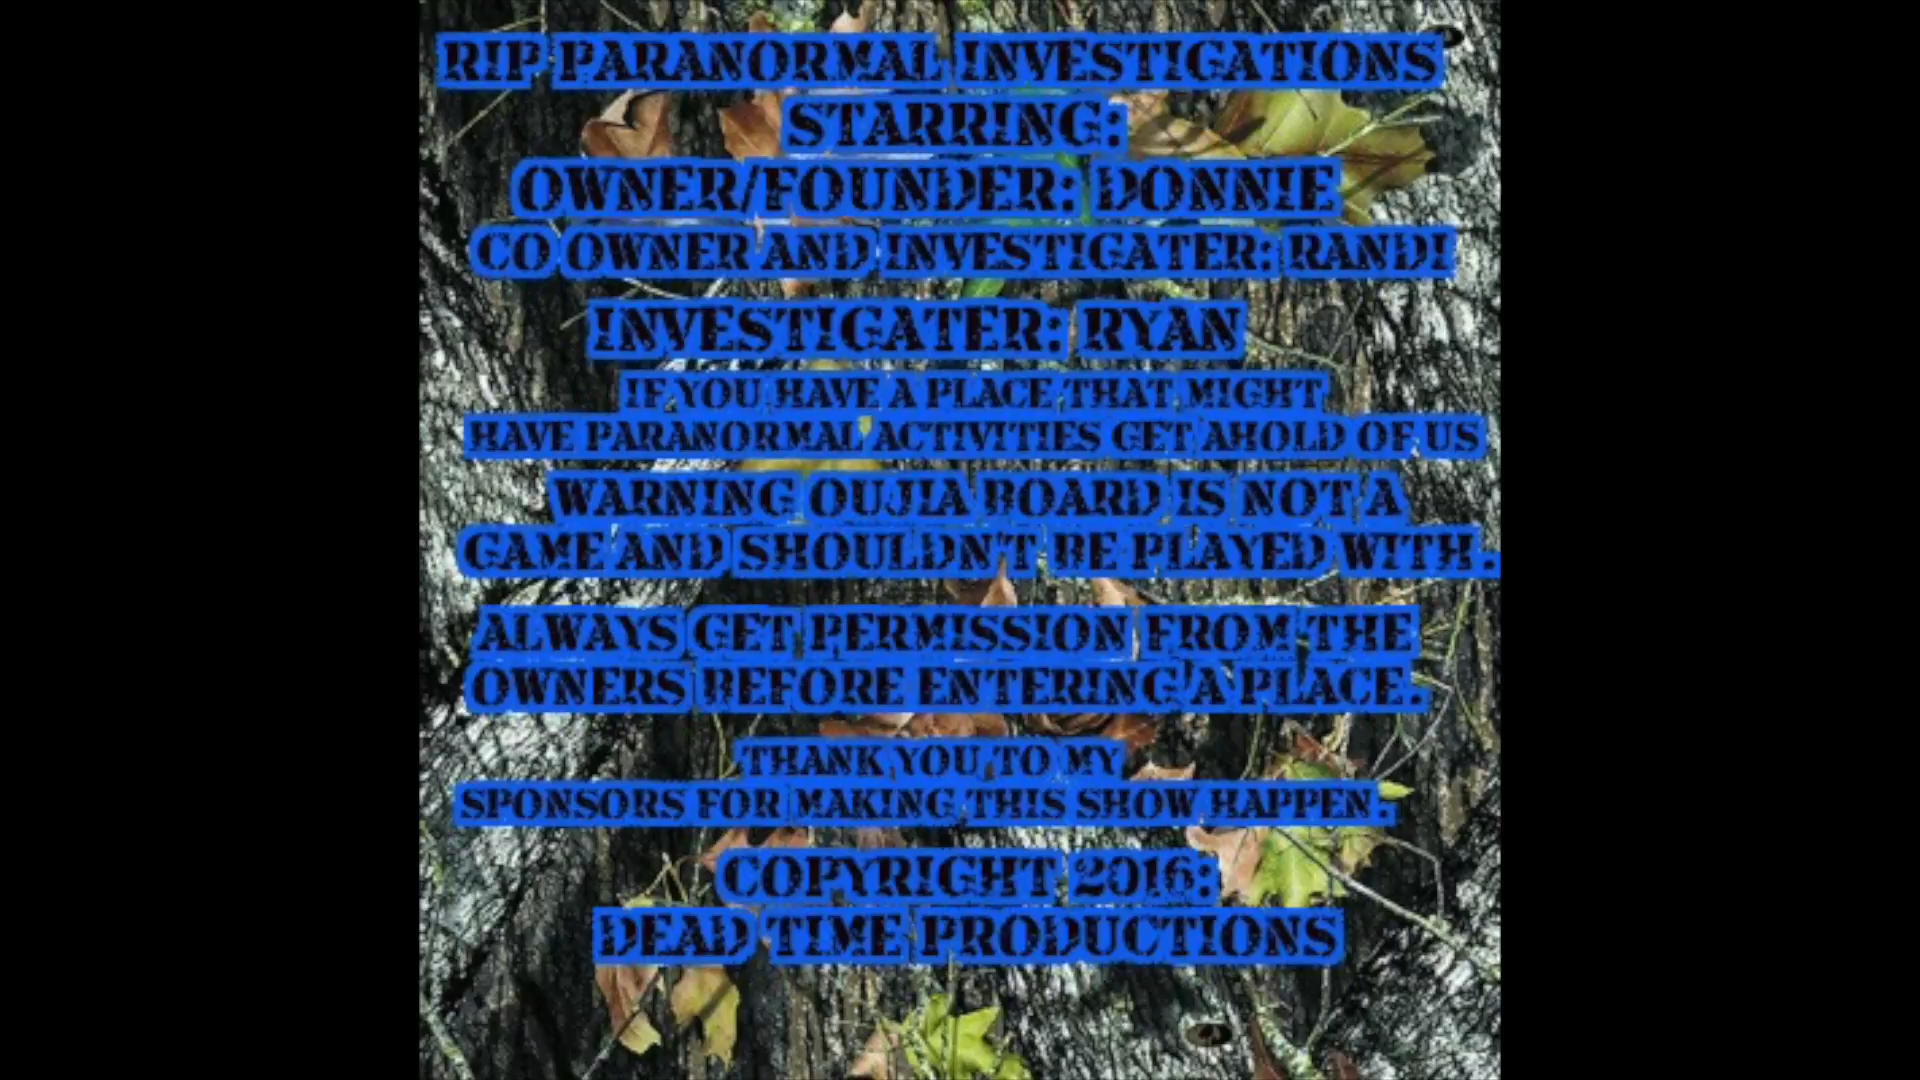 RIP PARANORMAL INVESTIGATIONS
STARRING:
OWNER/FOUNDER: DONNIE
CO OWNER AND INVESTIGATER: RANDI
INVESTIGATER: RYAN
IF YOU HAVE A PLACE THAT MIGHT
HAVE PARANORMAL ACTIVITIES GET AHOLD OF US
WARNING OUJIA BOARD IS NOT A
GAME AND SHOULDN'T BE PLAYED WITH.
ALWAYS GET PERMISSION FROM THE
OWNERS BEFORE ENTERING A PLACE.
THANK YOU TO MY
SPONSORS FOR MAKING THIS SHOW HAPPEN.
COPYRIGHT 2016:
DEAD TIME PRODUCTIONS